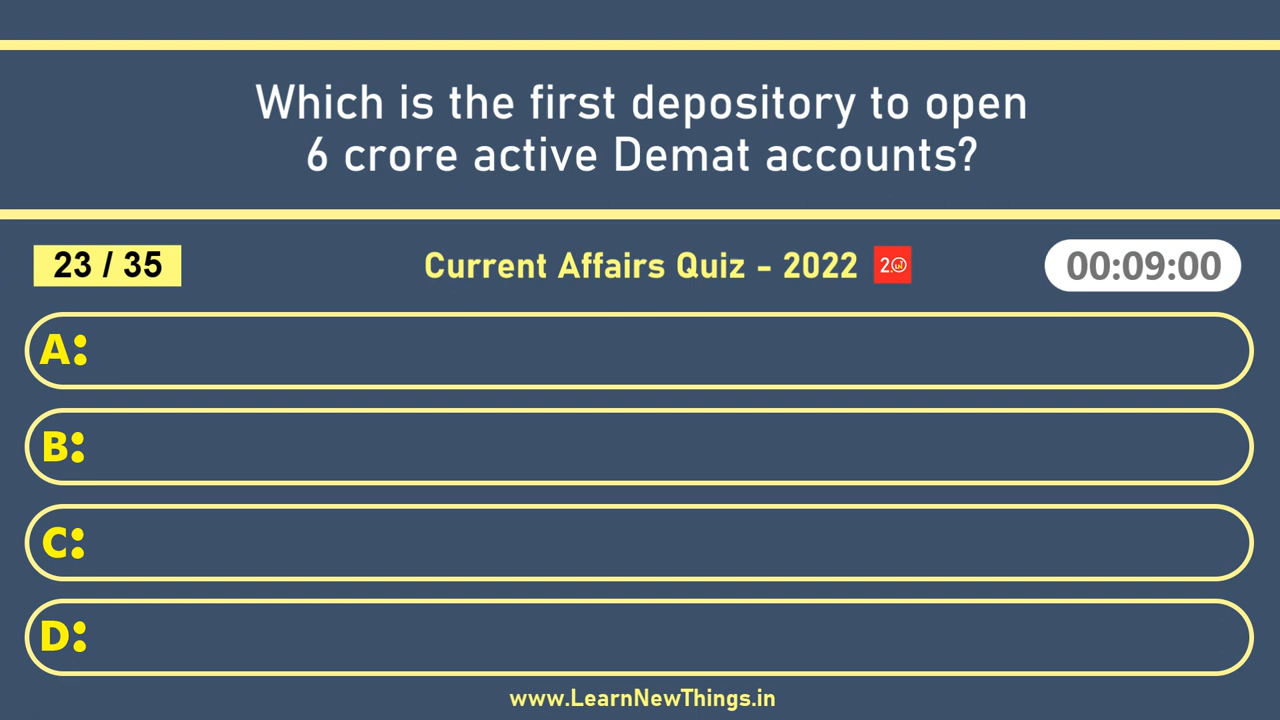 Which is the first depository to open
6 crore active Demat accounts?
23 / 35
Current Affairs Quiz - 2022
00:09:00
A:
B:
C:
D:
www.LearnNewThings.in